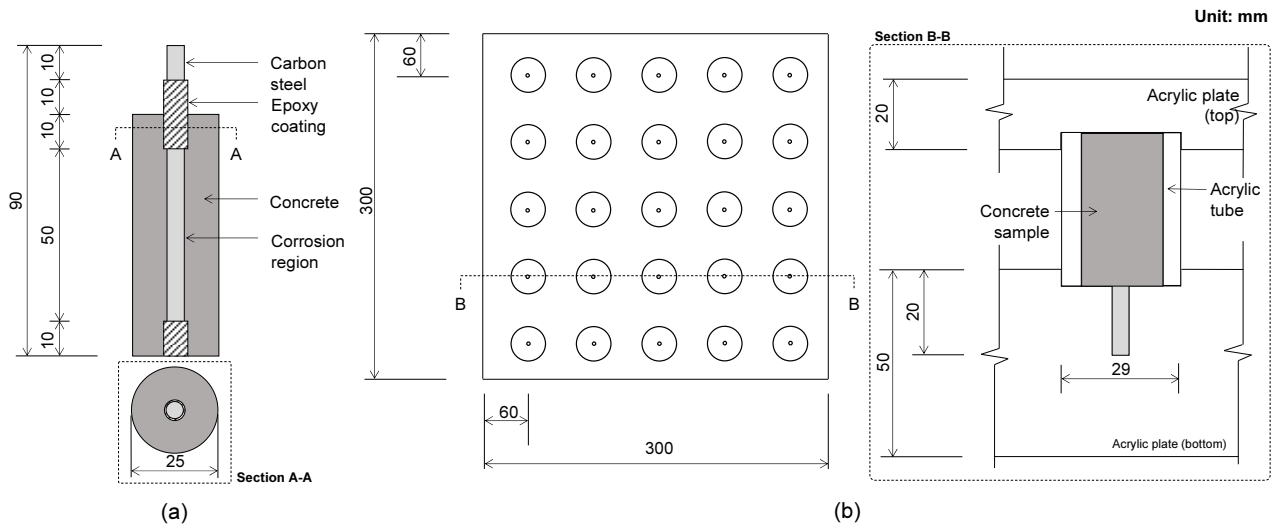 Unit: mm
10
10
10
90
50
10
Carbon
steel
Epoxy
coating
A
A
Concrete
Corrosion
region
25
Section A-A
(a)
60
300
B
B
60
300
Section B-B
20
Acrylic plate
(top)
Acrylic
tube
Concrete
sample
20
50
29
Acrylic plate (bottom)
(b)